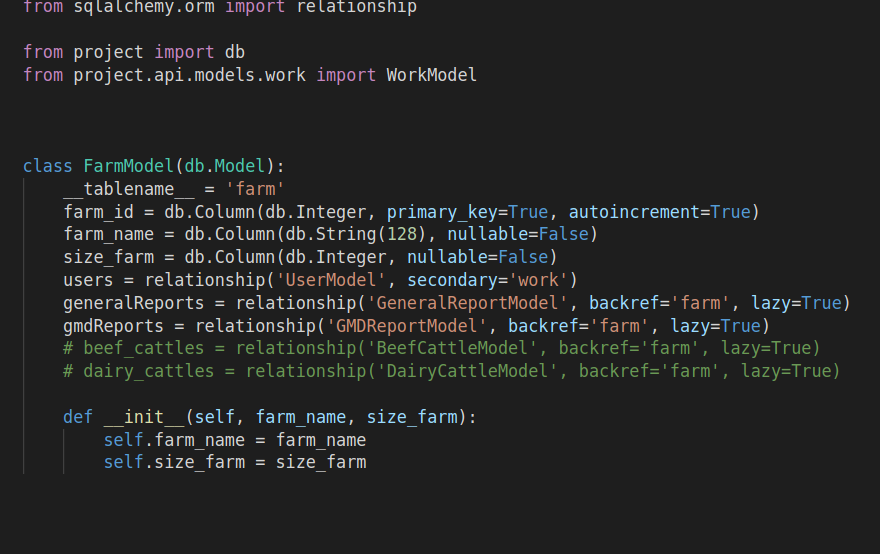 from sqlalchemy.orm import relationship
from project import db
from project.api.models.work import WorkModel
class FarmModel(db.Model):
    __tablename__ = 'farm'
    farm_id = db.Column(db.Integer, primary_key=True, autoincrement=True)
    farm_name = db.Column(db.String(128), nullable=False)
    size_farm = db.Column(db.Integer, nullable=False)
    users = relationship('UserModel', secondary='work')
    generalReports = relationship('GeneralReportModel', backref='farm', lazy=True)
    gmdReports = relationship('GMDReportModel', backref='farm', lazy=True)
    # beef_cattles = relationship('BeefCattleModel', backref='farm', lazy=True)
    # dairy_cattles = relationship('DairyCattleModel', backref='farm', lazy=True)
    def __init__(self, farm_name, size_farm):
        self.farm_name = farm_name
        self.size_farm = size_farm